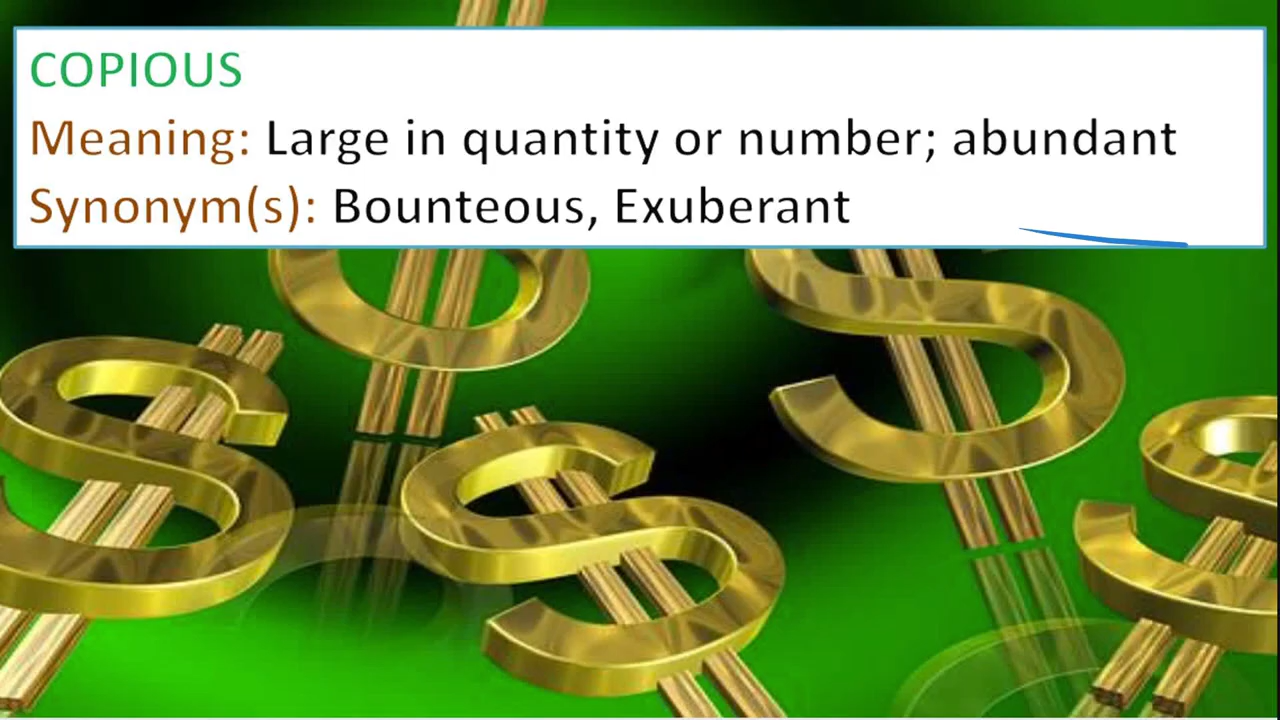 COPIOUS
Meaning: Large in quantity or number; abundant
Synonym(s): Bounteous, Exuberant